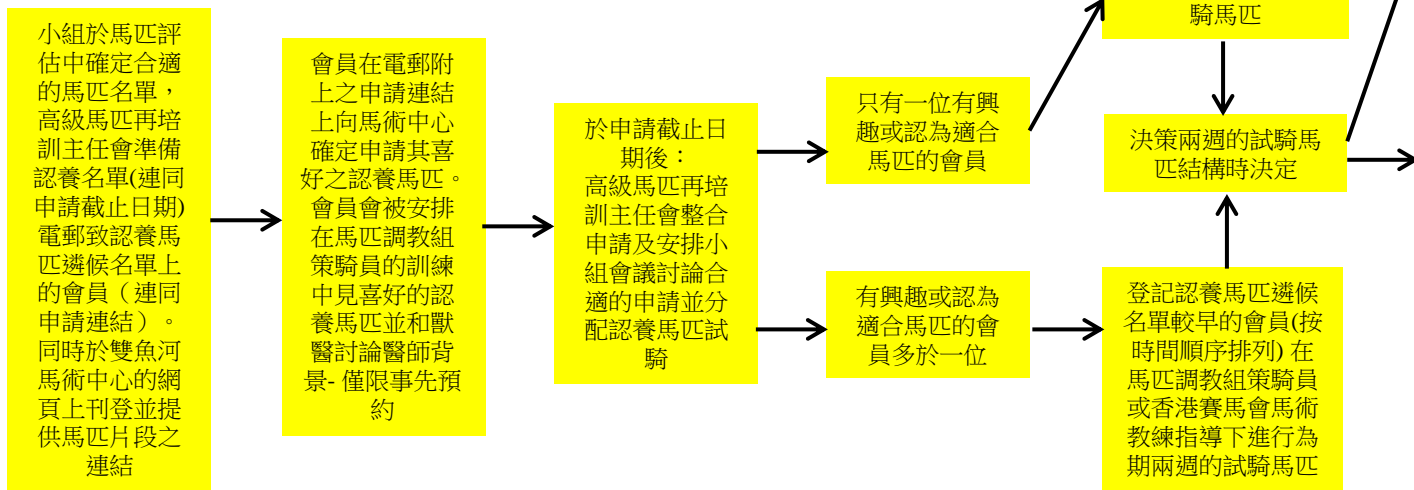 小組於馬匹評
估中確定合適
的馬匹名單，
高級馬匹再培
訓主任會準備
認養名單(連同
申請截止日期)
電郵致認養馬
匹遴候名單上
的會員（連同
申請連結）。
同時於雙魚河
馬術中心的網
頁上刊登並提
供馬匹片段之
連結
會員在電郵附
上之申請連結
上向馬術中心
確定申請其喜
好之認養馬匹。
會員會被安排
在馬匹調教組
策騎員的訓練
中見喜好的認
養馬匹並和獸
醫討論醫師背
景- 僅限事先預
約
於申請截止日
期後：
高級馬匹再培
訓主任會整合
申請及安排小
組會議討論合
適的申請並分
配認養馬匹試
騎
只有一位有興
趣或認為適合
馬匹的會員
有興趣或認為
適合馬匹的會
員多於一位
騎馬匹
決策兩週的試騎馬
匹結構時決定
登記認養馬匹遴候
名單較早的會員(按
時間順序排列) 在
馬匹調教組策騎員
或香港賽馬會馬術
教練指導下進行為
期兩週的試騎馬匹